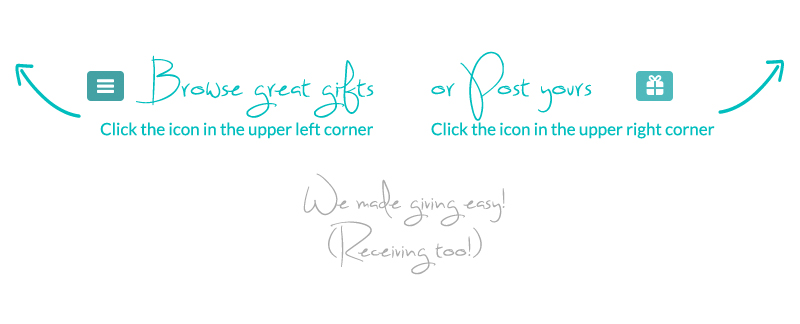 Browse great gifts
Click the icon in the upper left corner
or Post yours
Click the icon in the upper right corner
We made giving easy!
(Receiving too!)